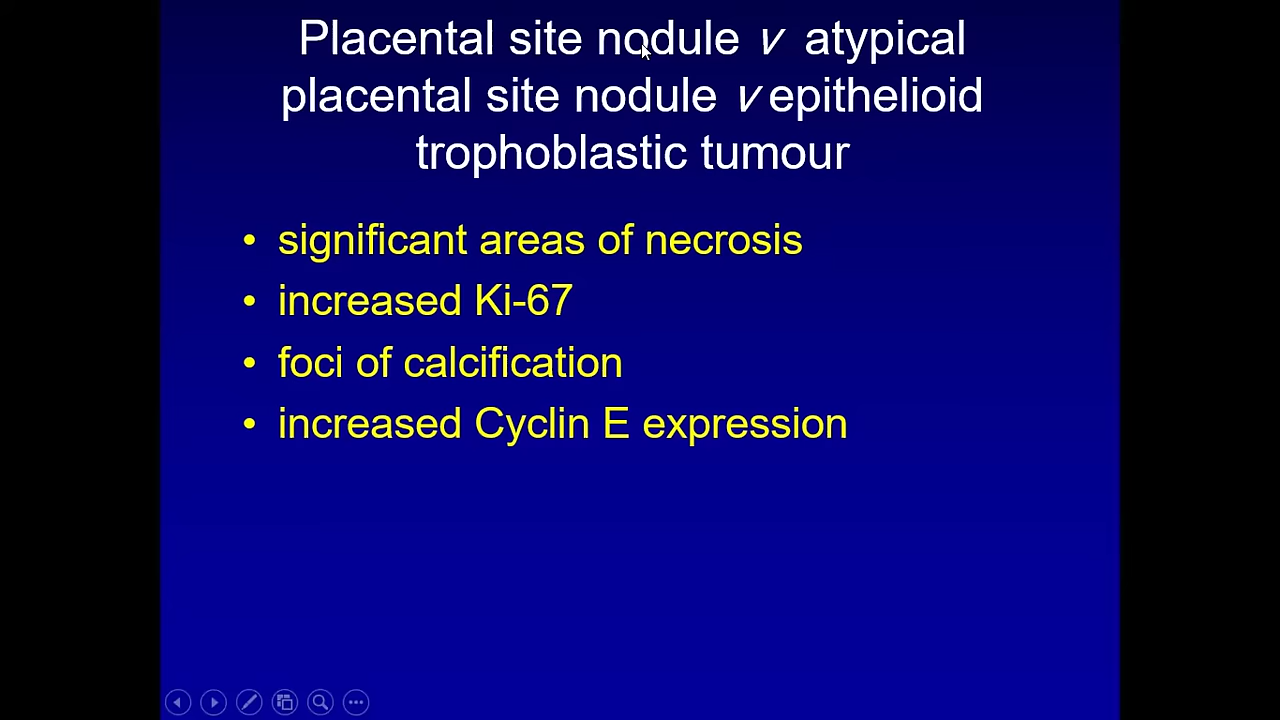 Placental site nodule v atypical
placental site nodule v epithelioid
trophoblastic tumour
• significant areas of necrosis
• increased Ki-67
• foci of calcification
• increased Cyclin E expression